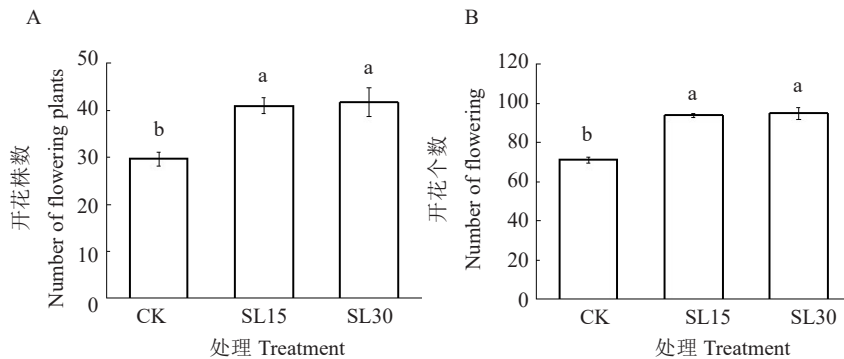 A
开花株数
Number of flowering plants
50
40
30
20
10
0
b
a
a
CK
SL15
SL30
处理 Treatment
B
开花个数
Number of flowering
120
100
80
60
40
20
0
b
a
a
CK
SL15
SL30
处理 Treatment